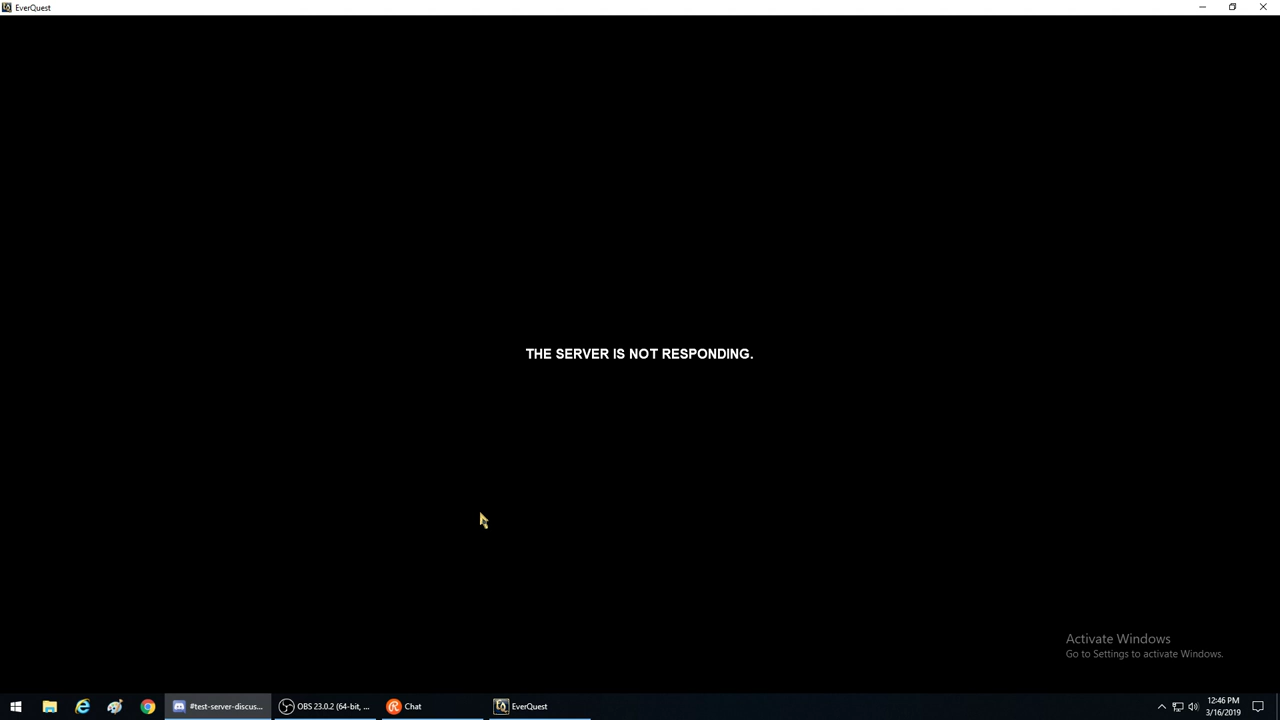 EverQuest
THE SERVER IS NOT RESPONDING.
Activate Windows
Go to Settings to activate Windows.
#test-server-discus...
OBS 23.0.2 (64-bit, ...
Chat
EverQuest
12:46 PM
3/16/2019